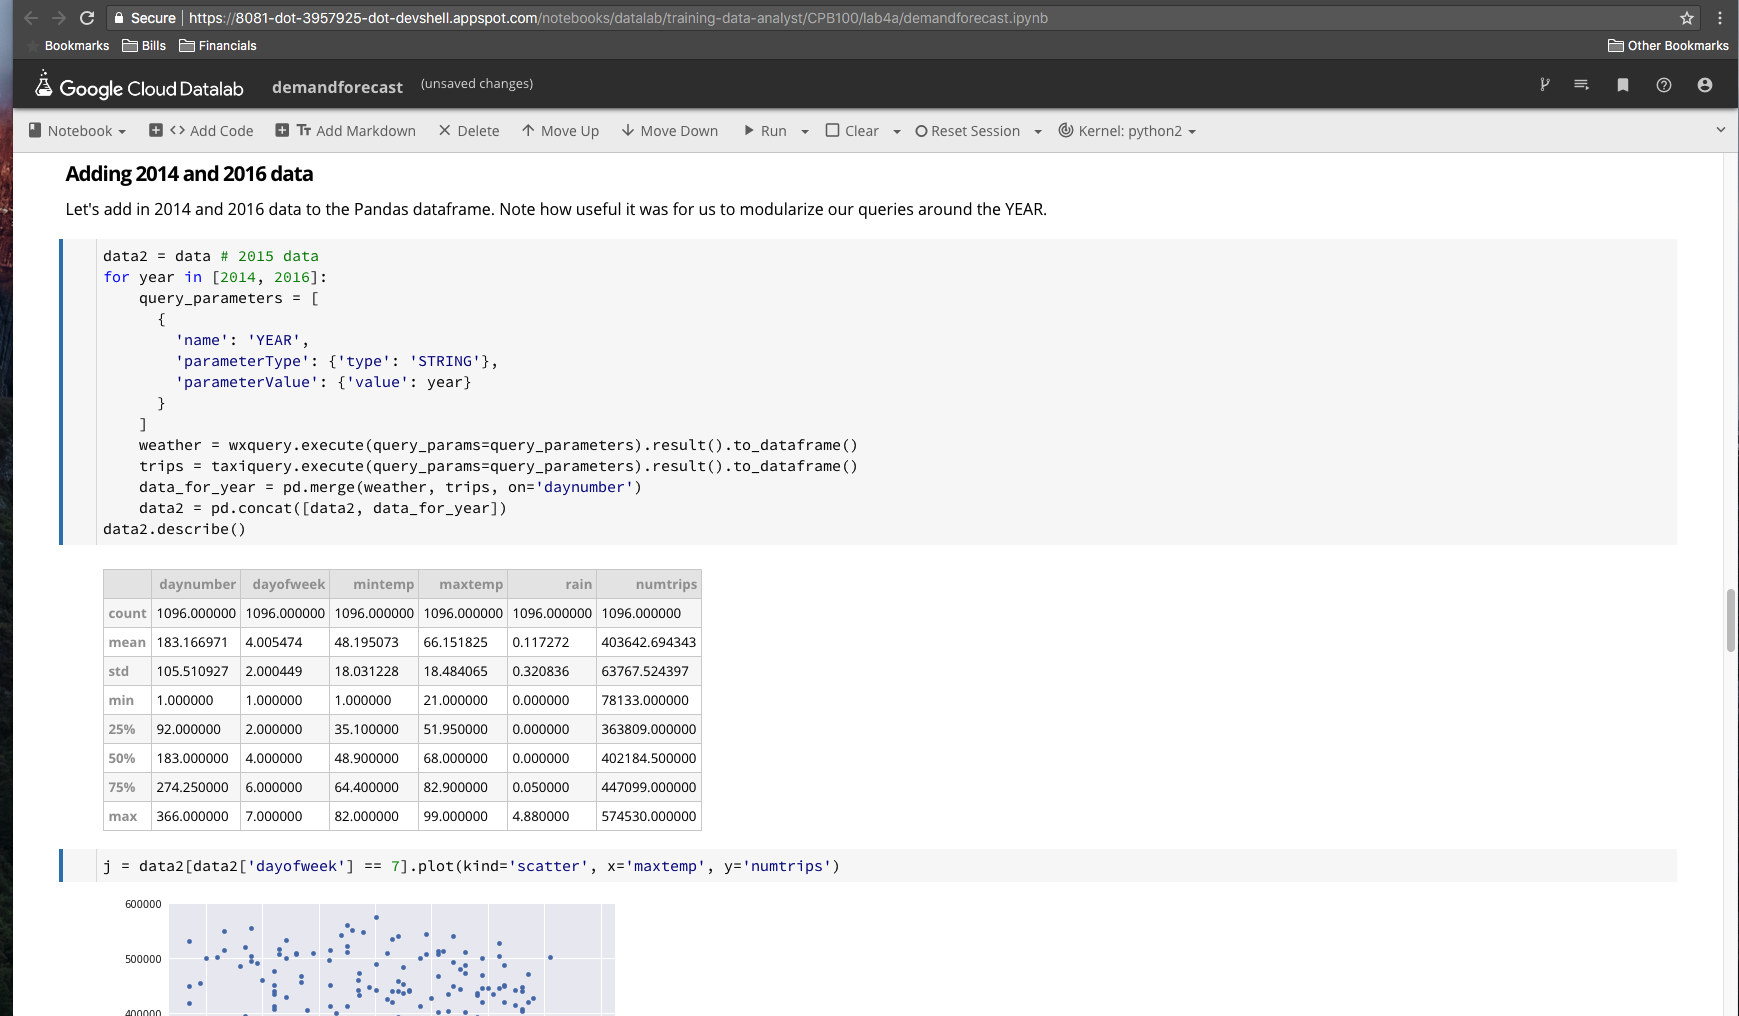 Secure | https://8081-dot-3957925-dot-devshell.appspot.com/notebooks/datalab/training-data-analyst/CPB100/lab4a/demandforecast.ipynb
Bookmarks Bills Financials Other Bookmarks
Google Cloud Datalab demandforecast (unsaved changes)
Notebook <> Add Code Tт Add Markdown Delete Move Up Move Down Run Clear Reset Session Kernel: python2
Adding 2014 and 2016 data
Let's add in 2014 and 2016 data to the Pandas dataframe. Note how useful it was for us to modularize our queries around the YEAR.
data2 = data # 2015 data
for year in [2014, 2016]:
    query_parameters = [
      {
        'name': 'YEAR',
        'parameterType': {'type': 'STRING'},
        'parameterValue': {'value': year}
      }
    ]
    weather = wxquery.execute(query_params=query_parameters).result().to_dataframe()
    trips = taxiquery.execute(query_params=query_parameters).result().to_dataframe()
    data_for_year = pd.merge(weather, trips, on='daynumber')
    data2 = pd.concat([data2, data_for_year])
data2.describe()
daynumber dayofweek mintemp maxtemp rain numtrips
count 1096.000000 1096.000000 1096.000000 1096.000000 1096.000000 1096.000000
mean 183.166971 4.005474 48.195073 66.151825 0.117272 403642.694343
std 105.510927 2.000449 18.031228 18.484065 0.320836 63767.524397
min 1.000000 1.000000 1.000000 21.000000 0.000000 78133.000000
25% 92.000000 2.000000 35.100000 51.950000 0.000000 363809.000000
50% 183.000000 4.000000 48.900000 68.000000 0.000000 402184.500000
75% 274.250000 6.000000 64.400000 82.900000 0.050000 447099.000000
max 366.000000 7.000000 82.000000 99.000000 4.880000 574530.000000
j = data2[data2['dayofweek'] == 7].plot(kind='scatter', x='maxtemp', y='numtrips')
600000
500000
400000